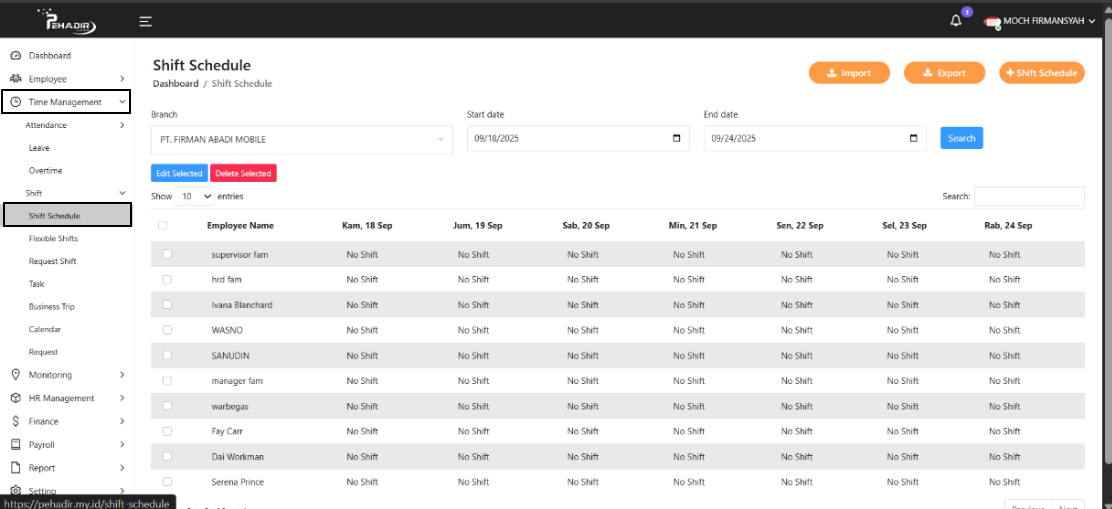 PEHADIR
1
MOCH FIRMANSYAH
Dashboard
Employee
Time Management
Attendance
Leave
Overtime
Shift
Shift Schedule
Flexible Shifts
Request Shift
Task
Business Trip
Calendar
Request
Monitoring
HR Management
Finance
Payroll
Report
Setting
https://pehadir.my.id/shift-schedule
Shift Schedule
Dashboard / Shift Schedule
Import Export + Shift Schedule
Branch Start date End date
PT. FIRMAN ABADI MOBILE 09/18/2025 09/24/2025 Search
Edit Selected Delete Selected
Show 10 entries Search:
Employee Name Kam, 18 Sep Jum, 19 Sep Sab, 20 Sep Min, 21 Sep Sen, 22 Sep Sel, 23 Sep Rab, 24 Sep
supervisor fam No Shift No Shift No Shift No Shift No Shift No Shift No Shift
hrd fam No Shift No Shift No Shift No Shift No Shift No Shift No Shift
Ivana Blanchard No Shift No Shift No Shift No Shift No Shift No Shift No Shift
WASNO No Shift No Shift No Shift No Shift No Shift No Shift No Shift
SANUDIN No Shift No Shift No Shift No Shift No Shift No Shift No Shift
manager fam No Shift No Shift No Shift No Shift No Shift No Shift No Shift
warbegas No Shift No Shift No Shift No Shift No Shift No Shift No Shift
Fay Carr No Shift No Shift No Shift No Shift No Shift No Shift No Shift
Dai Workman No Shift No Shift No Shift No Shift No Shift No Shift No Shift
Serena Prince No Shift No Shift No Shift No Shift No Shift No Shift No Shift
Previous Next